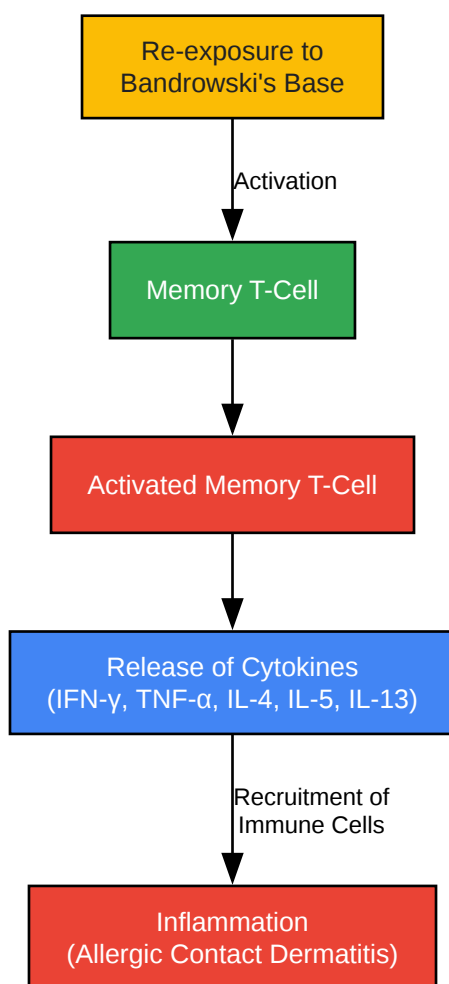 Re-exposure to
Bandrowski's Base
Activation
Memory T-Cell
Activated Memory T-Cell
Release of Cytokines
(IFN-γ, TNF-α, IL-4, IL-5, IL-13)
Recruitment of
Immune Cells
Inflammation
(Allergic Contact Dermatitis)